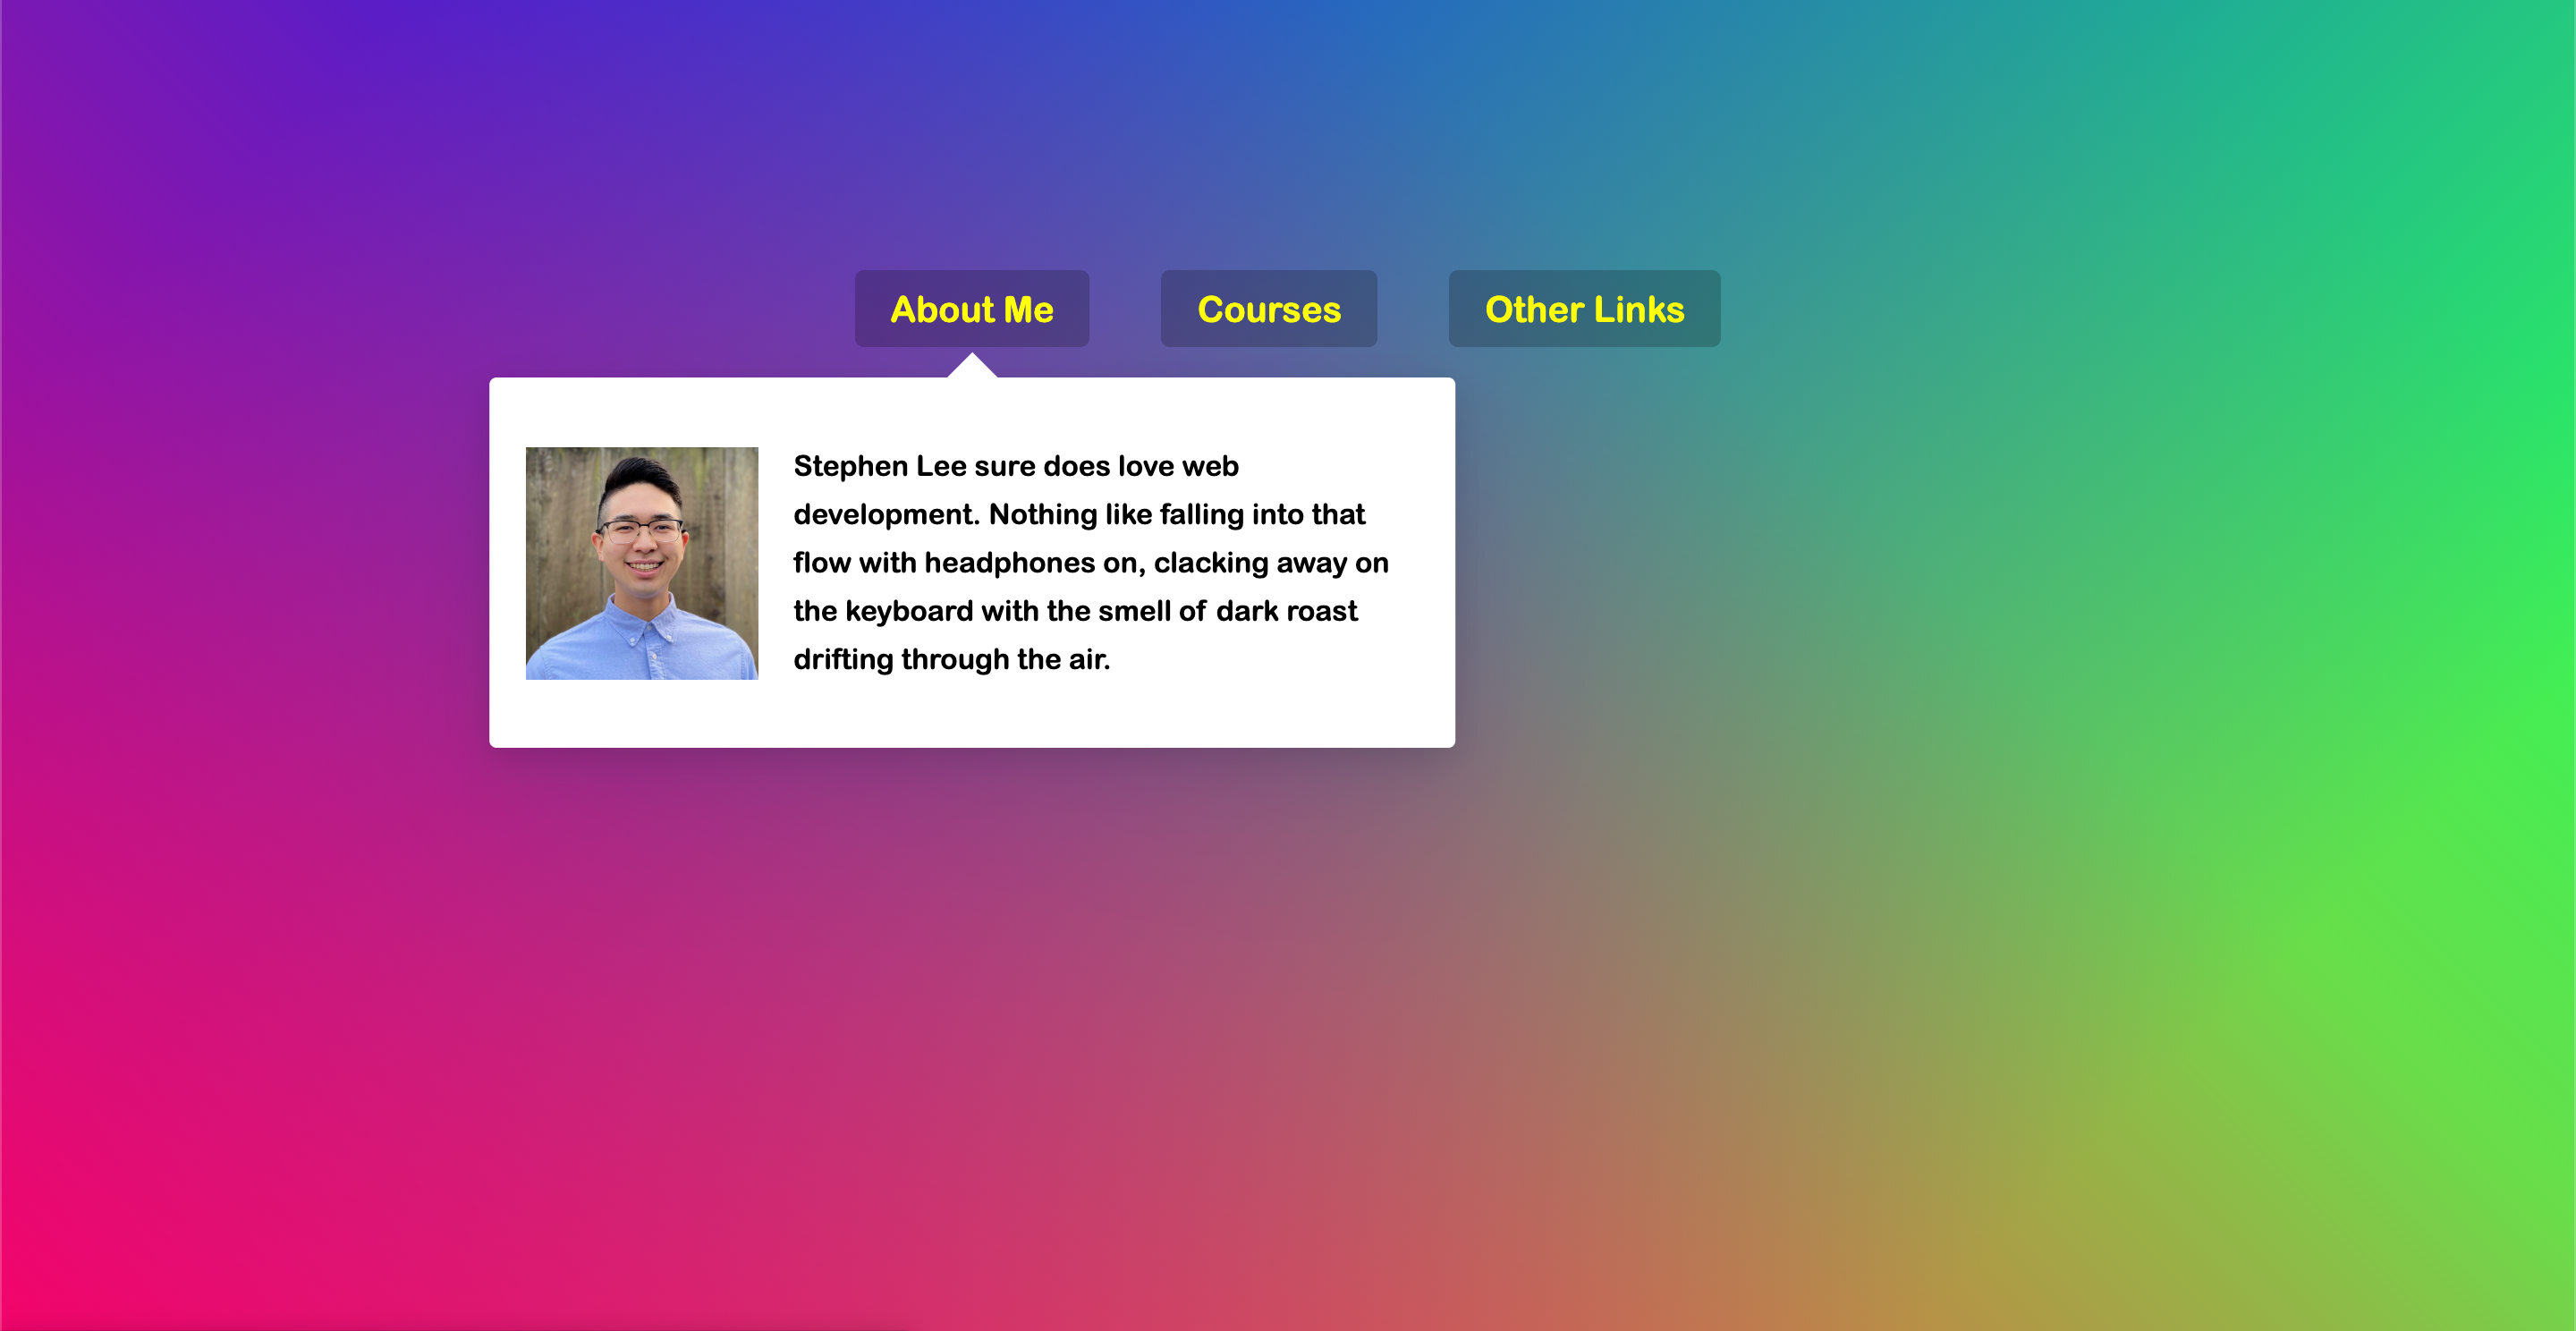 About Me
Courses
Other Links
Stephen Lee sure does love web
development. Nothing like falling into that
flow with headphones on, clacking away on
the keyboard with the smell of dark roast
drifting through the air.